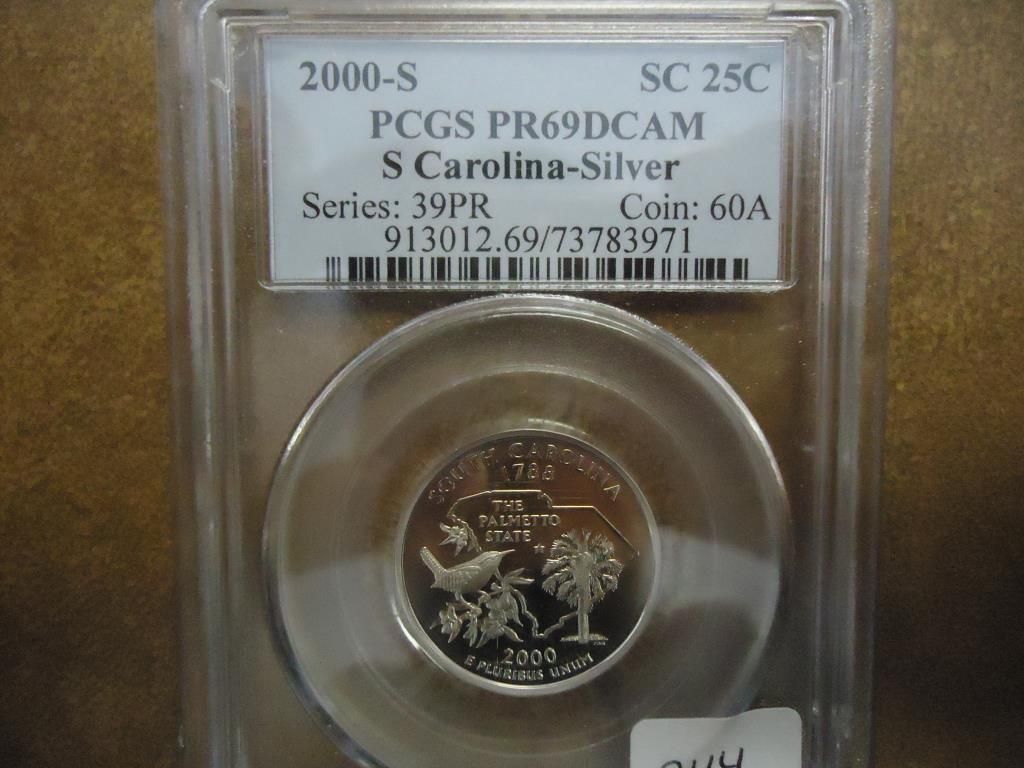 2000-S SC 25C
PCGS PR69DCAM
S Carolina-Silver
Series: 39PR Coin: 60A
913012.69/73783971
SOUTH CAROLINA
1788
THE
PALMETTO
STATE
2000
E PLURIBUS UNUM